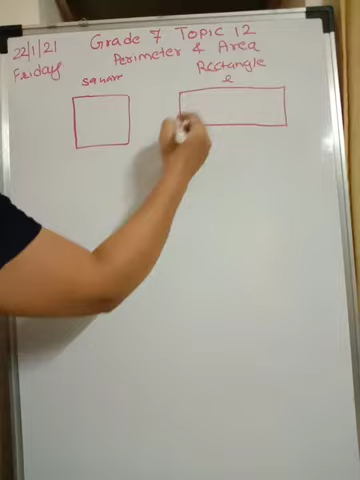 Grade 7 Topic 12
22/1/21
Perimeter & Area
Friday
Rectangle
square
l